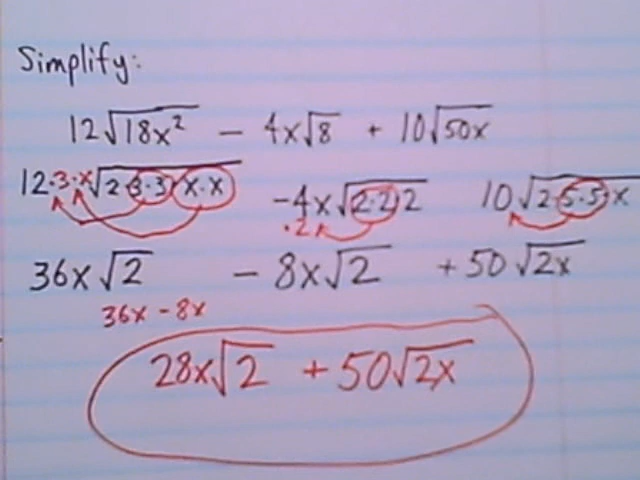 Simplify:
12√18x² - 4x√8 + 10√50x
12·3·x√2·3·3·x·x -4x√2·2·2 10√2·5·5·x
·2
36x√2 - 8x√2 + 50√2x
36x - 8x
28x√2 + 50√2x